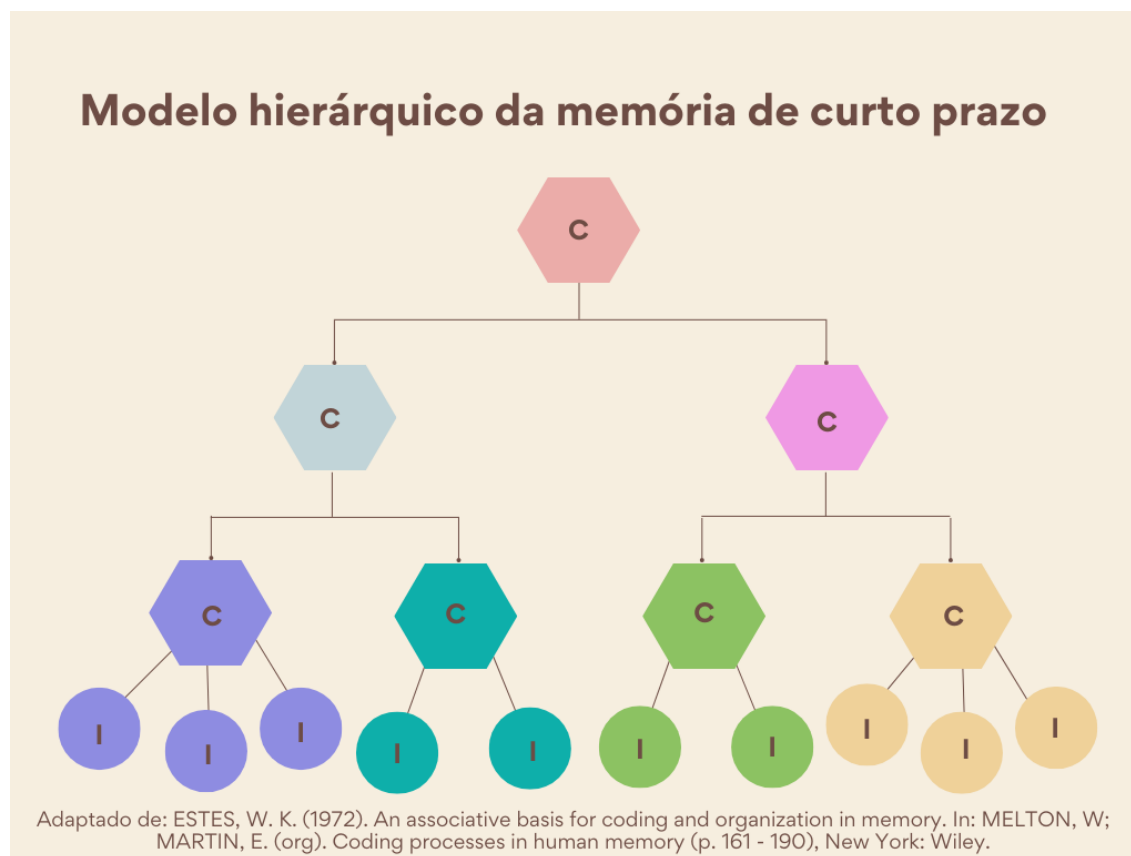 Modelo hierárquico da memória de curto prazo
C
C
C
C
C
C
C
I
I
I
I
I
I
I
I
I
I
Adaptado de: ESTES, W. K. (1972). An associative basis for coding and organization in memory. In: MELTON, W;
MARTIN, E. (org). Coding processes in human memory (p. 161 - 190), New York: Wiley.